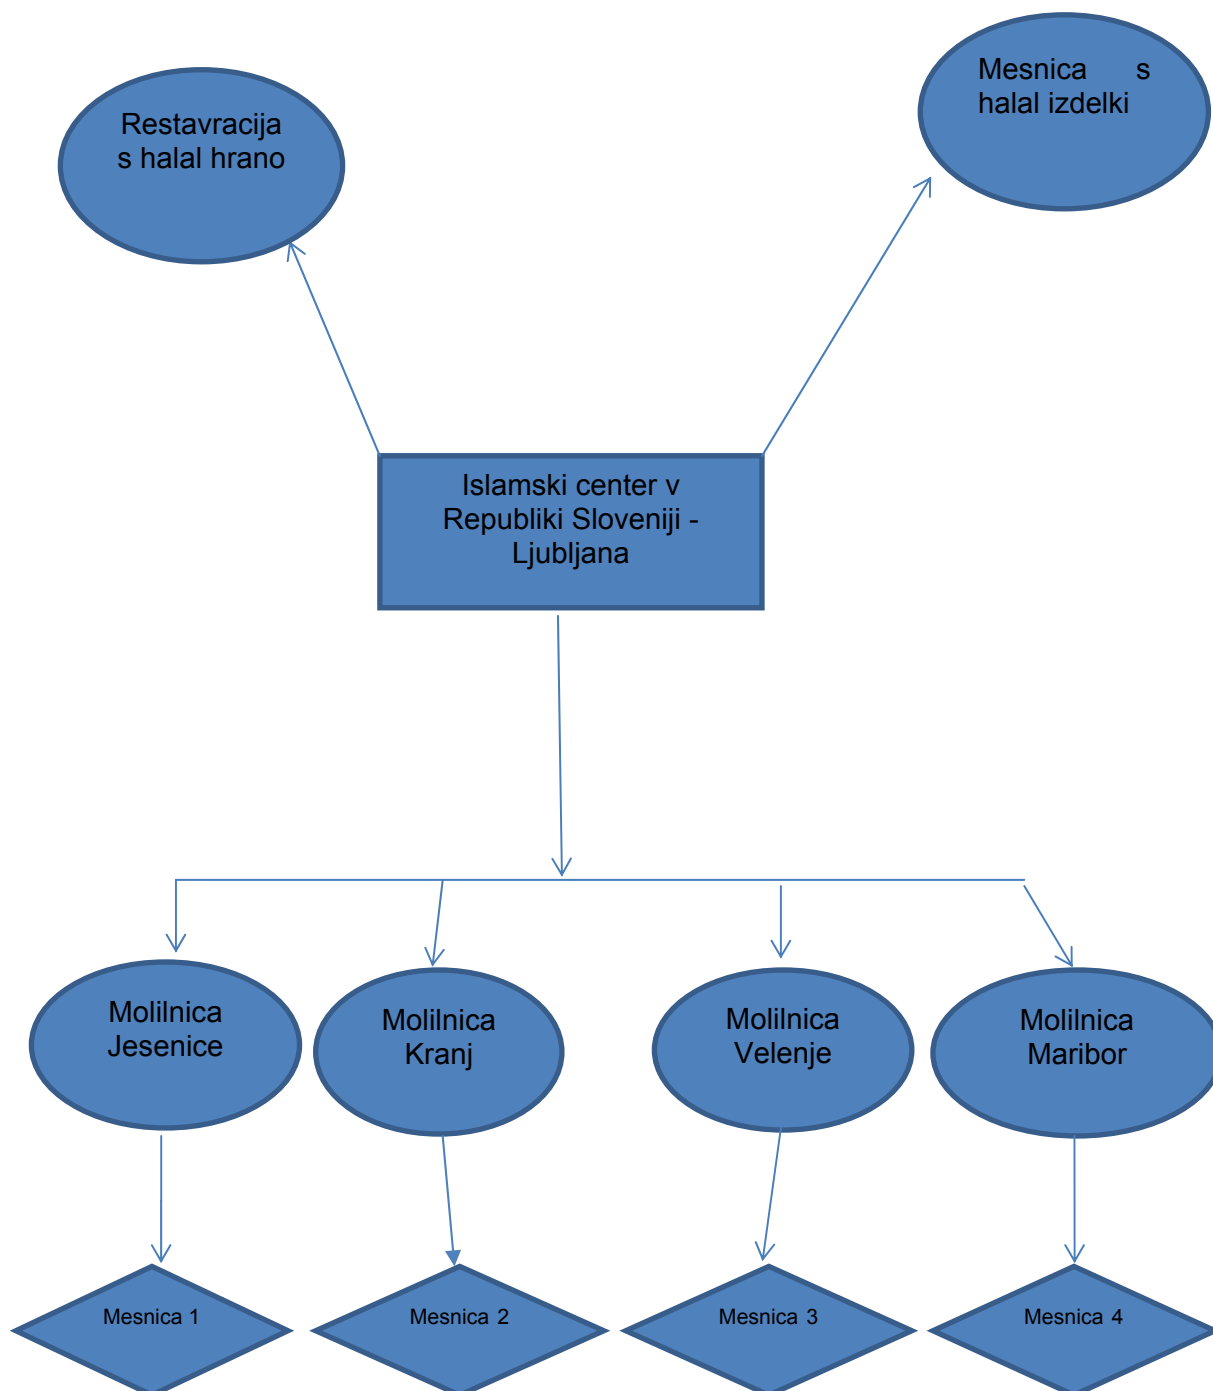 Restavracija
s halal hrano
Mesnica s
halal izdelki
Islamski center v
Republiki Sloveniji -
Ljubljana
Molilnica
Jesenice
Molilnica
Kranj
Molilnica
Velenje
Molilnica
Maribor
Mesnica 1
Mesnica 2
Mesnica 3
Mesnica 4